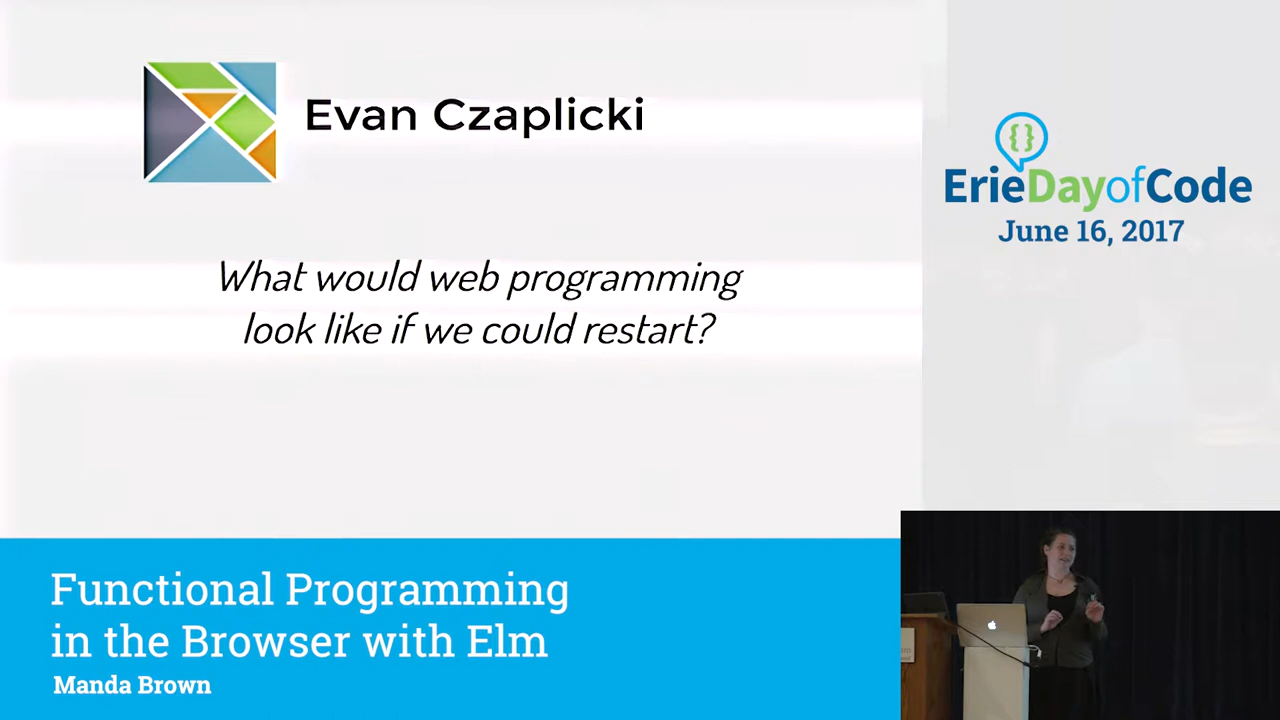 Evan Czaplicki
What would web programming
look like if we could restart?
{}
ErieDayofCode
June 16, 2017
Functional Programming
in the Browser with Elm
Manda Brown